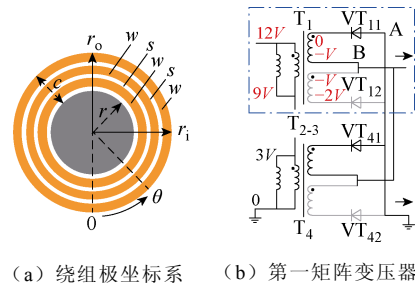 r₀
w
s
w
s
w
c
r
rᵢ
θ
0
(a) 绕组极坐标系
T₁
VT₁₁
A
12V
0
-V
B
-V
9V
-2V
VT₁₂
T₂₋₃
VT₄₁
3V
0
T₄
VT₄₂
(b) 第一矩阵变压器